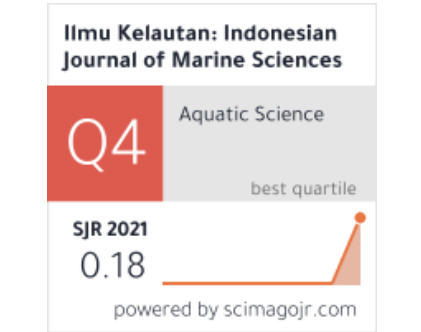 Ilmu Kelautan: Indonesian
Journal of Marine Sciences
Q4
Aquatic Science
best quartile
SJR 2021
0.18
powered by scimagojr.com